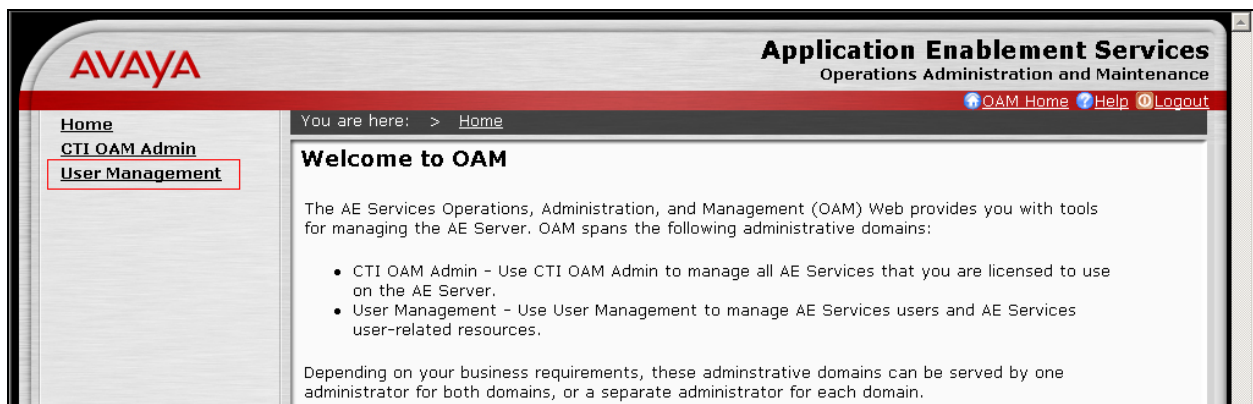 AVAYA
Application Enablement Services
Operations Administration and Maintenance
OAM Home Help Logout
Home
CTI OAM Admin
User Management
You are here: > Home
Welcome to OAM
The AE Services Operations, Administration, and Management (OAM) Web provides you with tools
for managing the AE Server. OAM spans the following administrative domains:
• CTI OAM Admin - Use CTI OAM Admin to manage all AE Services that you are licensed to use
on the AE Server.
• User Management - Use User Management to manage AE Services users and AE Services
user-related resources.
Depending on your business requirements, these adminstrative domains can be served by one
administrator for both domains, or a separate administrator for each domain.